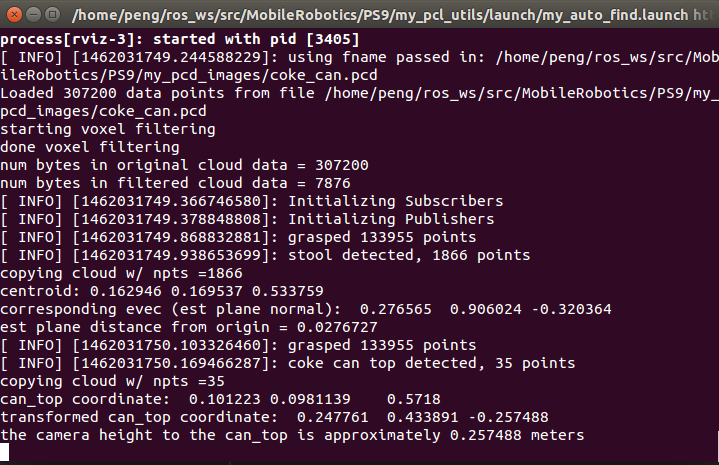 /home/peng/ros_ws/src/MobileRobotics/PS9/my_pcl_utils/launch/my_auto_find.launch
process[rviz-3]: started with pid [3405]
[ INFO] [1462031749.244588229]: using fname passed in: /home/peng/ros_ws/src/Mob
ileRobotics/PS9/my_pcd_images/coke_can.pcd
Loaded 307200 data points from file /home/peng/ros_ws/src/MobileRobotics/PS9/my_
pcd_images/coke_can.pcd
starting voxel filtering
done voxel filtering
num bytes in original cloud data = 307200
num bytes in filtered cloud data = 7876
[ INFO] [1462031749.366746580]: Initializing Subscribers
[ INFO] [1462031749.378848808]: Initializing Publishers
[ INFO] [1462031749.868832881]: grasped 133955 points
[ INFO] [1462031749.938653699]: stool detected, 1866 points
copying cloud w/ npts =1866
centroid: 0.162946 0.169537 0.533759
corresponding evec (est plane normal):  0.276565  0.906024 -0.320364
est plane distance from origin = 0.0276727
[ INFO] [1462031750.103326460]: grasped 133955 points
[ INFO] [1462031750.169466287]: coke can top detected, 35 points
copying cloud w/ npts =35
can_top coordinate:  0.101223 0.0981139    0.5718
transformed can_top coordinate:  0.247761  0.433891 -0.257488
the camera height to the can_top is approximately 0.257488 meters